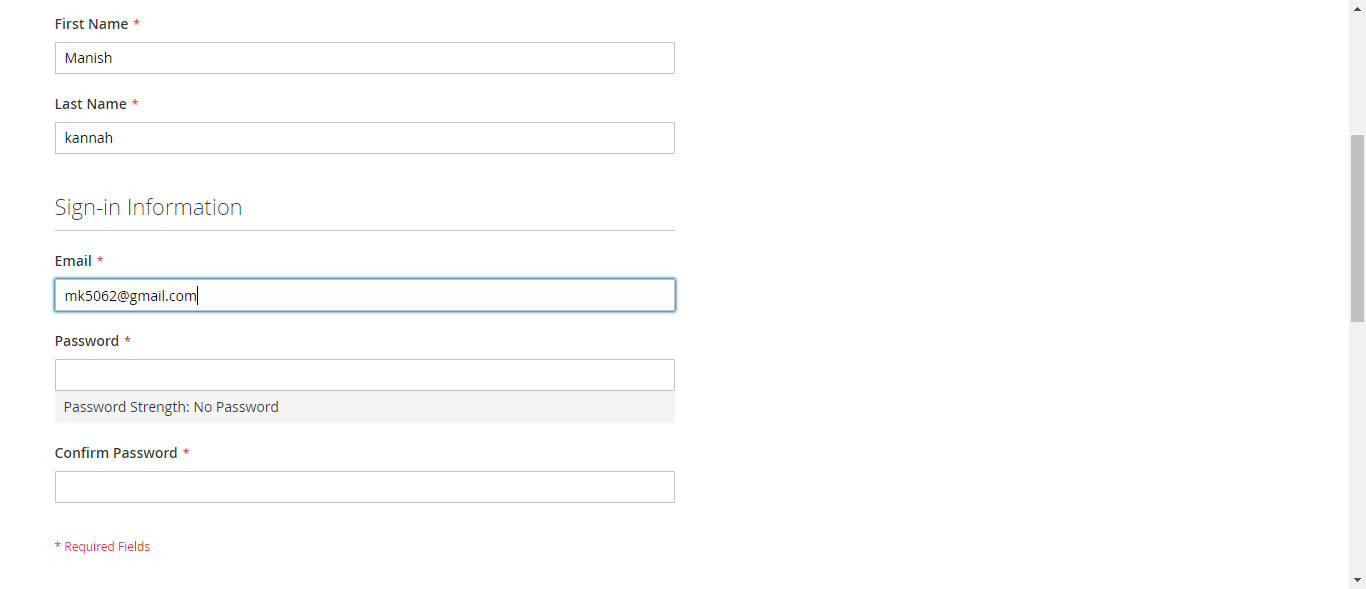 First Name *
Manish
Last Name *
kannah
Sign-in Information
Email *
mk5062@gmail.com
Password *
Password Strength: No Password
Confirm Password *
* Required Fields